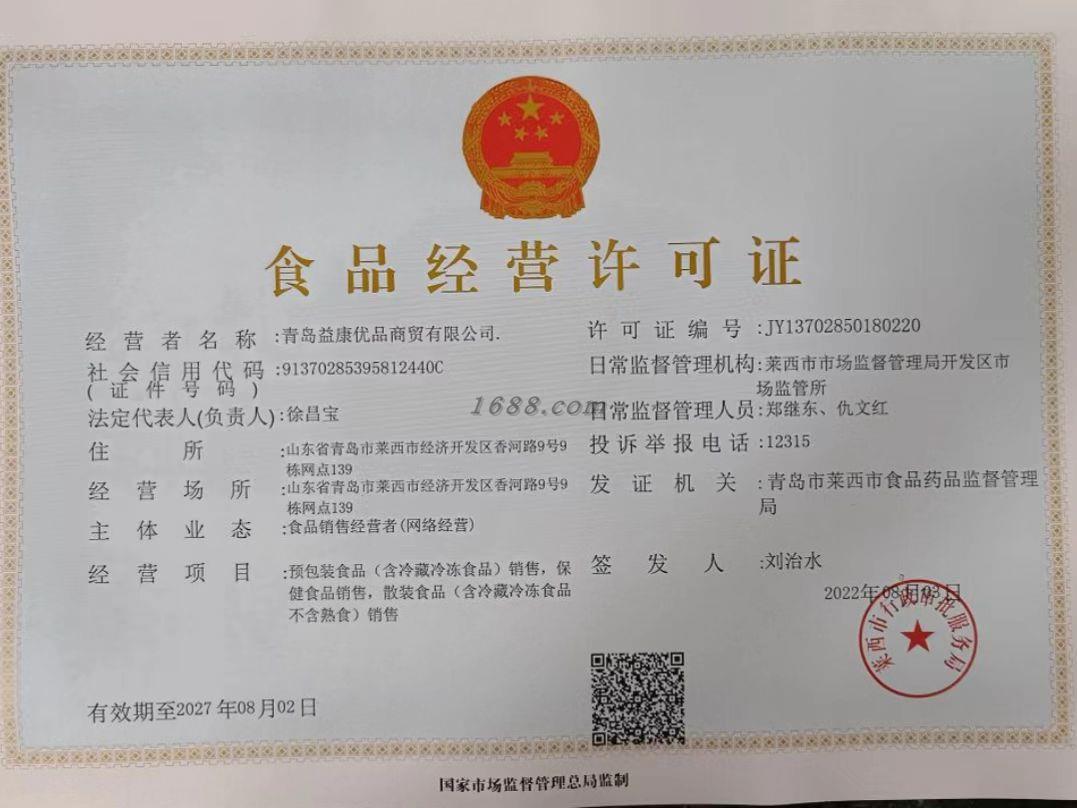 食品经营许可证
经营者名称:青岛益康优品商贸有限公司.
社会信用代码:91370285395812440C
(证件号码)
法定代表人(负责人):徐昌宝
住所:山东省青岛市莱西市经济开发区香河路9号9
栋网点139
经营场所:山东省青岛市莱西市经济开发区香河路9号9
栋网点139
主体业态:食品销售经营者(网络经营)
经营项目:预包装食品（含冷藏冷冻食品）销售，保
健食品销售，散装食品（含冷藏冷冻食品
不含熟食）销售
许可证编号:JY13702850180220
日常监督管理机构:莱西市市场监督管理局开发区市
场监管所
日常监督管理人员:郑继东、仇文红
投诉举报电话:12315
发证机关:青岛市莱西市食品药品监督管理
局
签发人:刘治水
2022年08月03日
莱西市行政审批服务局
有效期至2027年08月02日
国家市场监督管理总局监制
1688.com